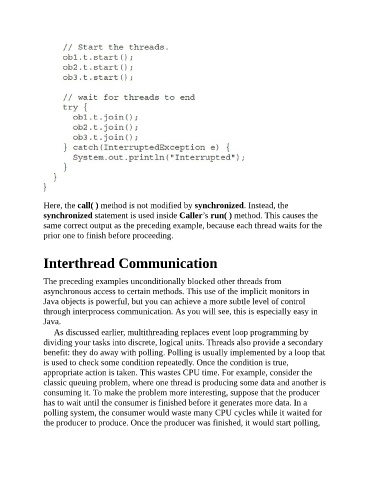 // Start the threads.
ob1.t.start();
ob2.t.start();
ob3.t.start();
// wait for threads to end
try {
ob1.t.join();
ob2.t.join();
ob3.t.join();
} catch(InterruptedException e) {
System.out.println("Interrupted");
}
}
}
Here, the call( ) method is not modified by synchronized. Instead, the
synchronized statement is used inside Caller's run( ) method. This causes the
same correct output as the preceding example, because each thread waits for the
prior one to finish before proceeding.
Interthread Communication
The preceding examples unconditionally blocked other threads from
asynchronous access to certain methods. This use of the implicit monitors in
Java objects is powerful, but you can achieve a more subtle level of control
through interprocess communication. As you will see, this is especially easy in
Java.
As discussed earlier, multithreading replaces event loop programming by
dividing your tasks into discrete, logical units. Threads also provide a secondary
benefit: they do away with polling. Polling is usually implemented by a loop that
is used to check some condition repeatedly. Once the condition is true,
appropriate action is taken. This wastes CPU time. For example, consider the
classic queuing problem, where one thread is producing some data and another is
consuming it. To make the problem more interesting, suppose that the producer
has to wait until the consumer is finished before it generates more data. In a
polling system, the consumer would waste many CPU cycles while it waited for
the producer to produce. Once the producer was finished, it would start polling,